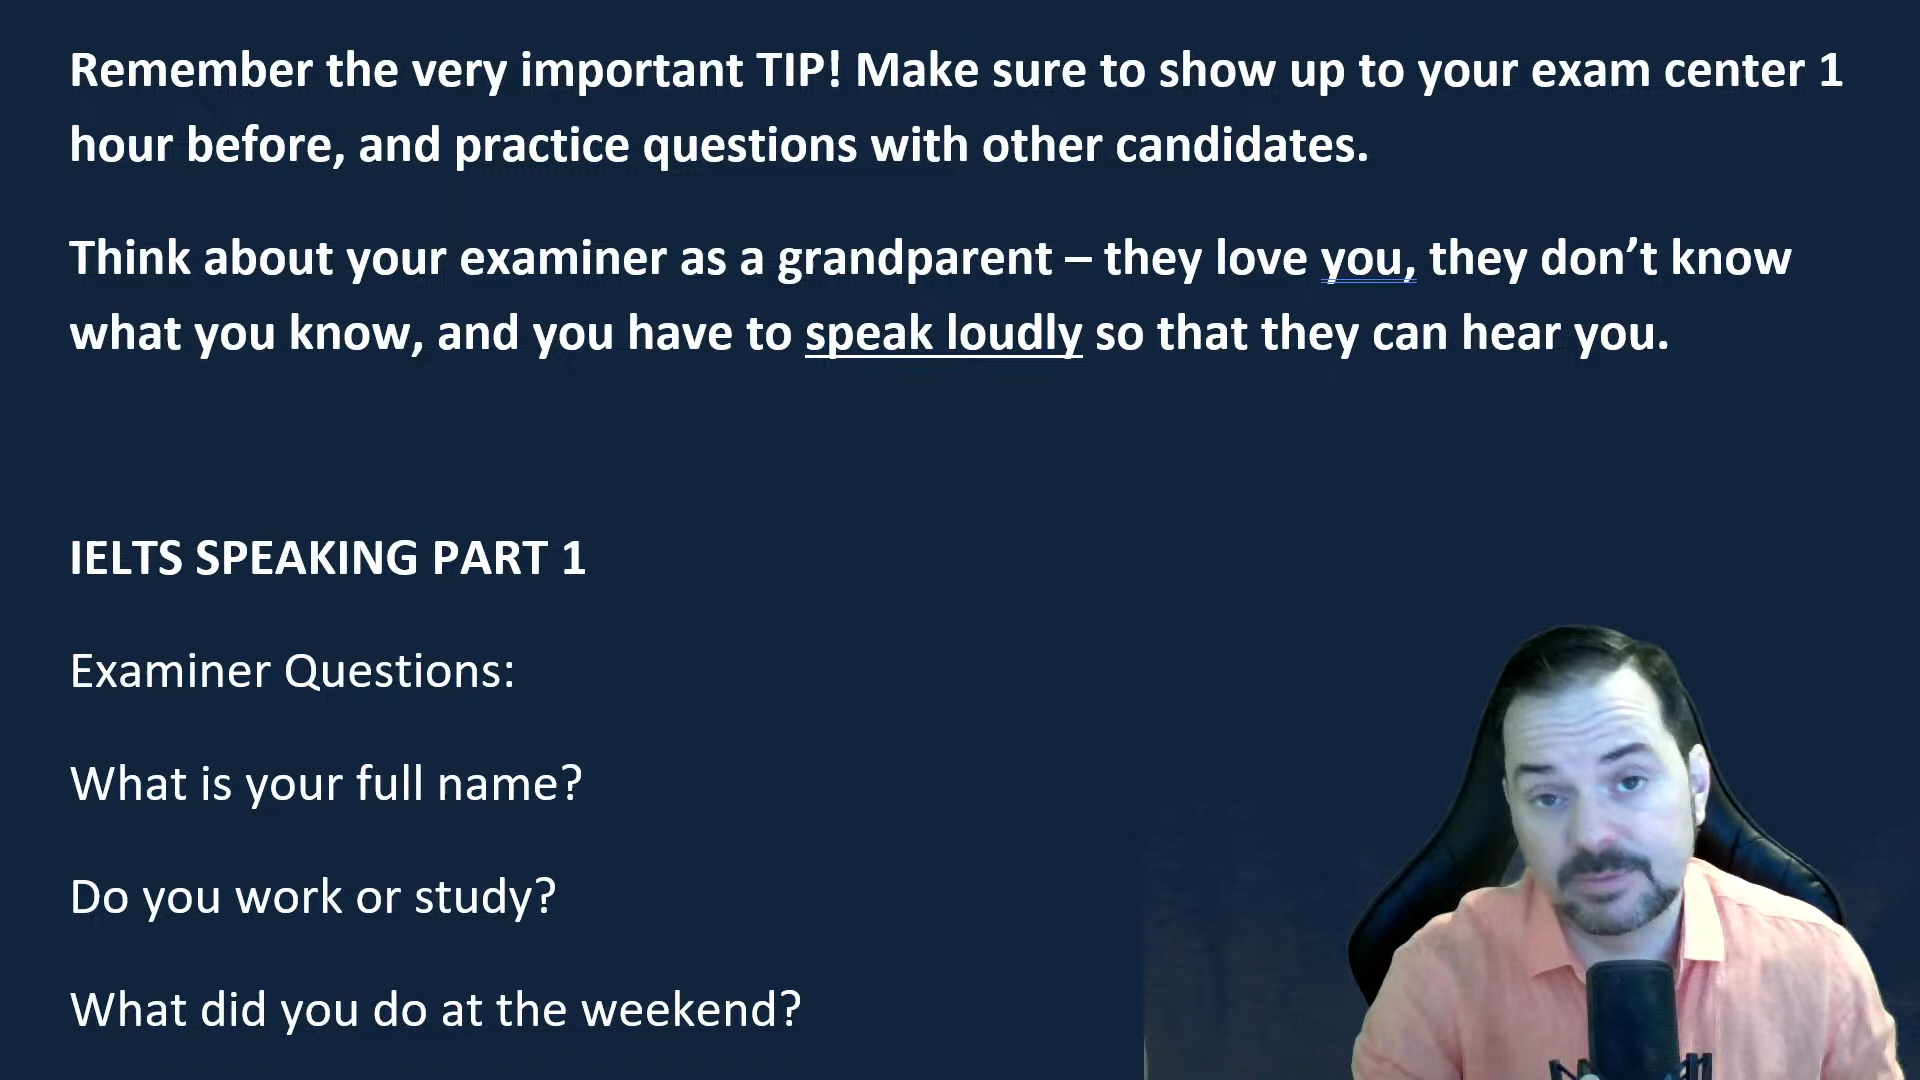 Remember the very important TIP! Make sure to show up to your exam center 1
hour before, and practice questions with other candidates.
Think about your examiner as a grandparent – they love you, they don’t know
what you know, and you have to speak loudly so that they can hear you.
IELTS SPEAKING PART 1
Examiner Questions:
What is your full name?
Do you work or study?
What did you do at the weekend?